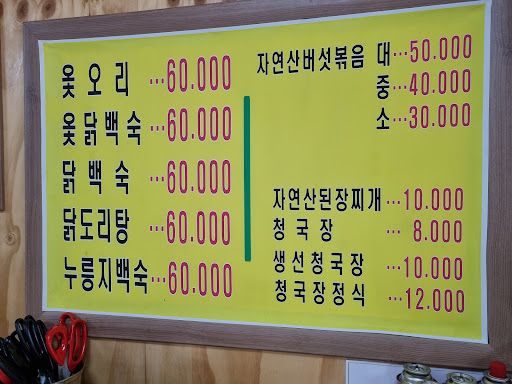 옻오리 ···60.000
옻닭백숙 ···60.000
닭백숙 ···60.000
닭도리탕 ···60.000
누릉지백숙···60.000
자연산버섯볶음 대···50.000
중···40.000
소···30.000
자연산된장찌개···10.000
청국장 ··· 8.000
생선청국장 ···10.000
청국장정식 ···12.000